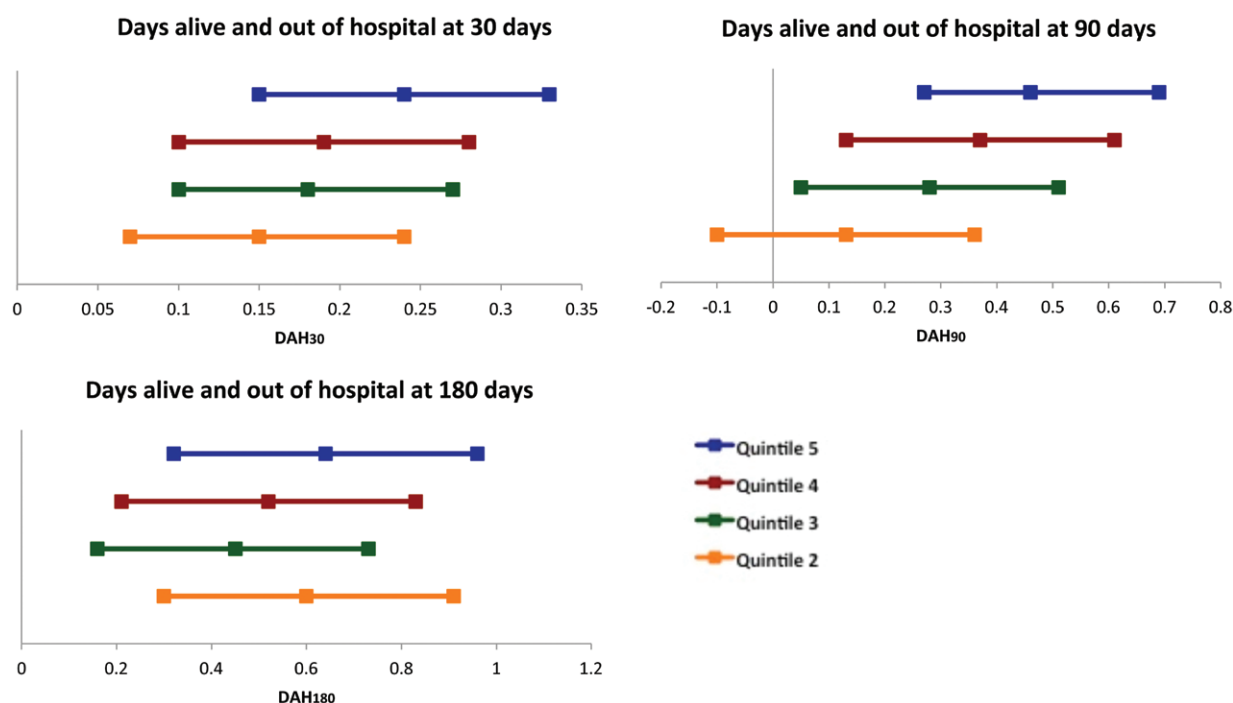 Days alive and out of hospital at 30 days
0 0.05 0.1 0.15 0.2 0.25 0.3 0.35
DAH30
Days alive and out of hospital at 90 days
-0.2 -0.1 0 0.1 0.2 0.3 0.4 0.5 0.6 0.7 0.8
DAH90
Days alive and out of hospital at 180 days
0 0.2 0.4 0.6 0.8 1 1.2
DAH180
Quintile 5
Quintile 4
Quintile 3
Quintile 2